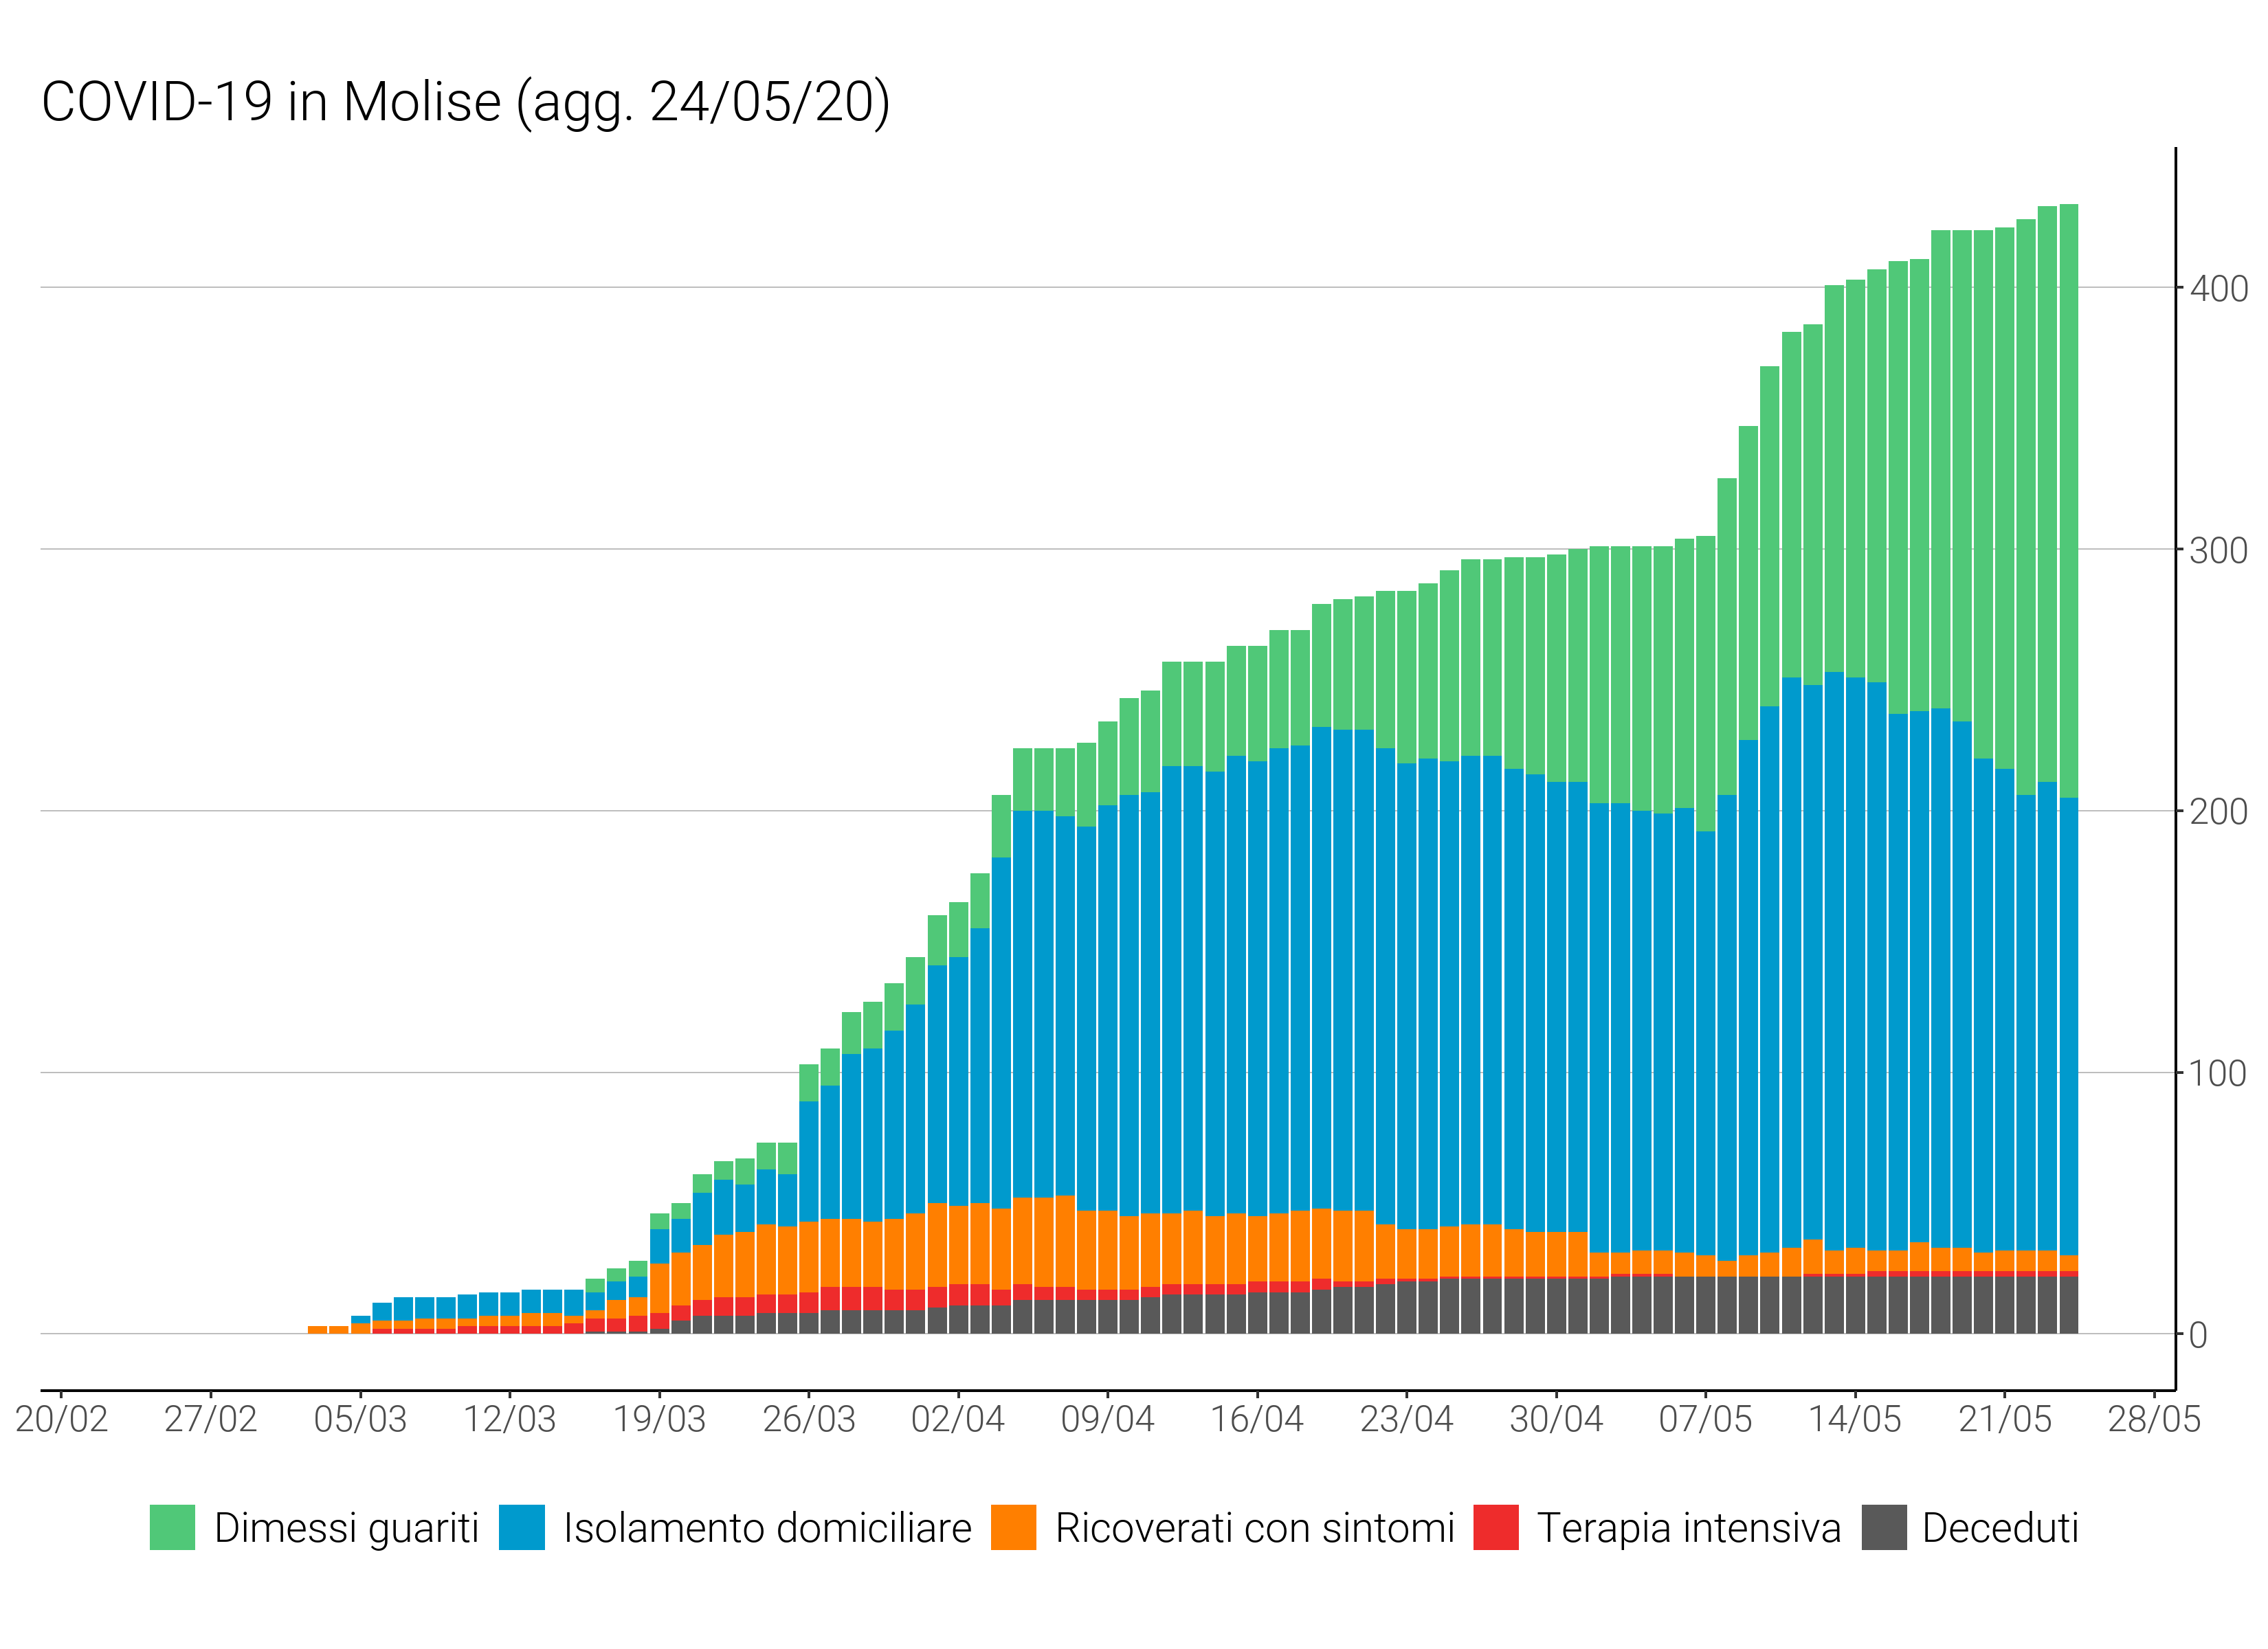 COVID-19 in Molise (agg. 24/05/20)
400
300
200
100
0
20/02 27/02 05/03 12/03 19/03 26/03 02/04 09/04 16/04 23/04 30/04 07/05 14/05 21/05 28/05
Dimessi guariti Isolamento domiciliare Ricoverati con sintomi Terapia intensiva Deceduti